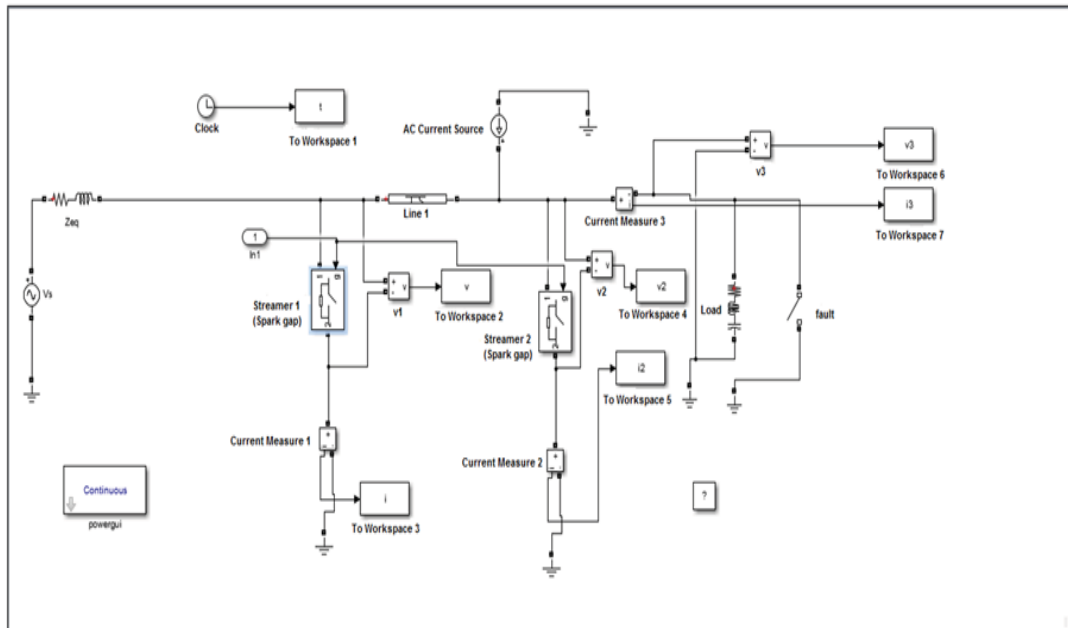 t
Clock
To Workspace 1
AC Current Source
v
v3
v3
To Workspace 6
i3
To Workspace 7
Zeq
Line 1
Current Measure 3
1
In1
Vs
Streamer 1
(Spark gap)
v
v1
v
To Workspace 2
v
v2
v2
To Workspace 4
Streamer 2
(Spark gap)
Load
fault
i2
To Workspace 5
Current Measure 1
Current Measure 2
Continuous
powergui
i
To Workspace 3
?